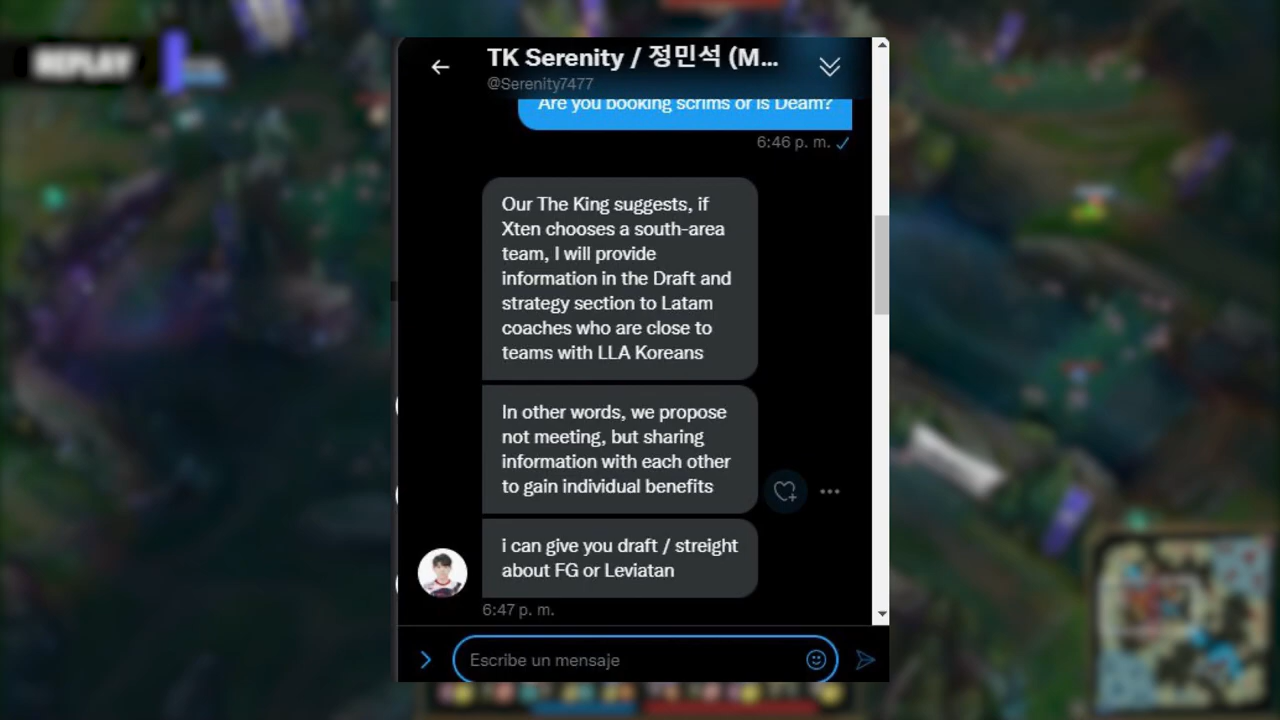 REPLAY
TK Serenity / 정민석 (M...
@Serenity7477
Are you booking scrims or is Deam?
6:46 p. m.
Our The King suggests, if
Xten chooses a south-area
team, I will provide
information in the Draft and
strategy section to Latam
coaches who are close to
teams with LLA Koreans
In other words, we propose
not meeting, but sharing
information with each other
to gain individual benefits
i can give you draft / streight
about FG or Leviatan
6:47 p. m.
Escribe un mensaje